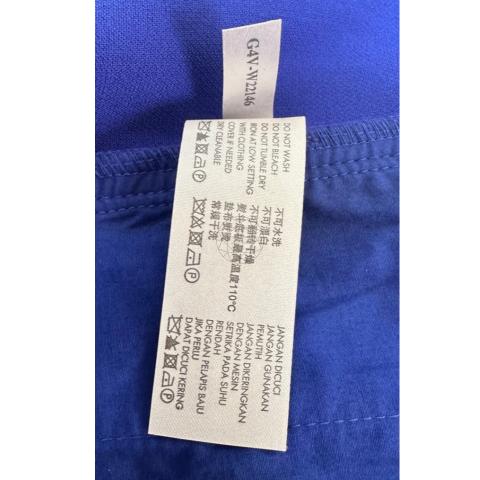 G4V-W22146
DO NOT WASH
DO NOT BLEACH
DO NOT TUMBLE DRY
IRON AT LOW SETTING
WITH CLOTHING
COVER IF NEEDED
DRY CLEANABLE
P
不可水洗
不可漂白
不可翻转干燥
熨斗底板最高温度110°C
垫布熨烫
常规干洗
P
JANGAN DICUCI
JANGAN GUNAKAN
PEMUTIH
JANGAN DIKERINGKAN
DENGAN MESIN
SETRIKA PADA SUHU
RENDAH
DENGAN PELAPIS BAJU
JIKA PERLU
DAPAT DICUCI KERING
P